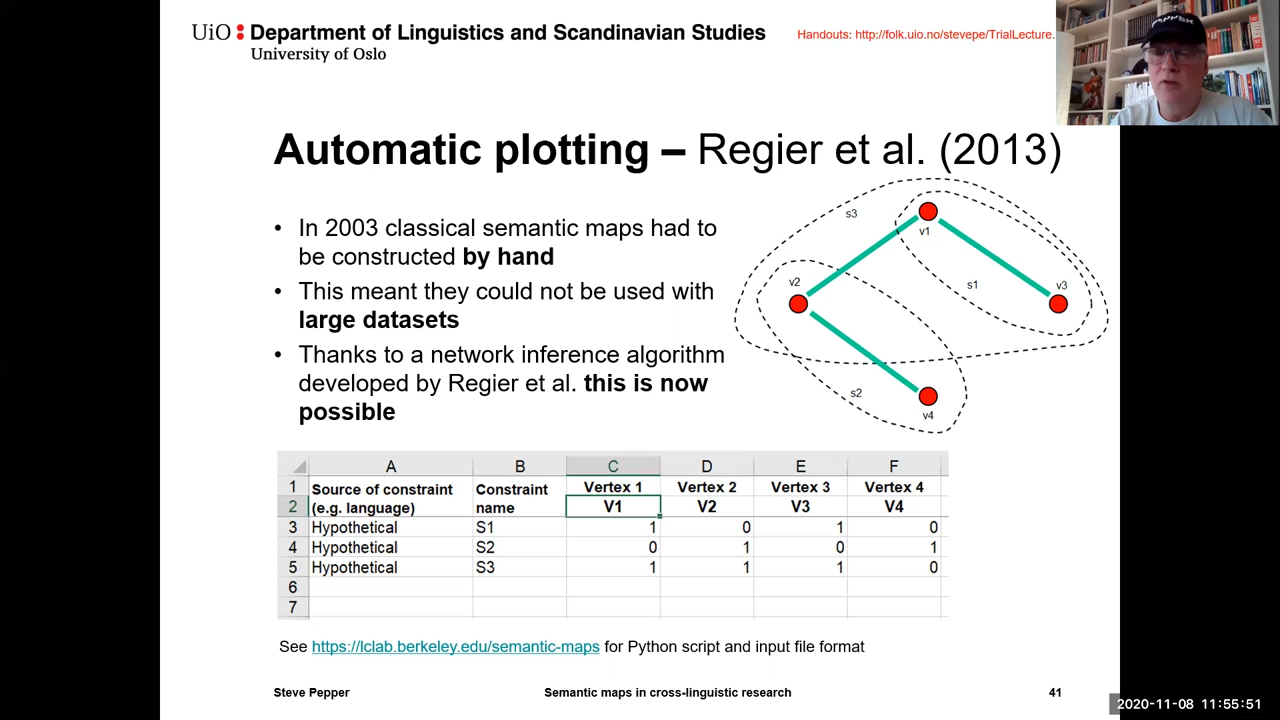 UiO : Department of Linguistics and Scandinavian Studies
University of Oslo
Handouts: http://folk.uio.no/stevepe/TrialLecture.
Automatic plotting – Regier et al. (2013)
• In 2003 classical semantic maps had to
be constructed by hand
• This meant they could not be used with
large datasets
• Thanks to a network inference algorithm
developed by Regier et al. this is now
possible
s3
v1
v2
s1
v3
s2
v4
A B C D E F
1 Source of constraint (e.g. language) Constraint name Vertex 1 Vertex 2 Vertex 3 Vertex 4
2 V1 V2 V3 V4
3 Hypothetical S1 1 0 1 0
4 Hypothetical S2 0 1 0 1
5 Hypothetical S3 1 1 1 0
6
7
See https://lclab.berkeley.edu/semantic-maps for Python script and input file format
Steve Pepper Semantic maps in cross-linguistic research 41
2020-11-08 11:55:51